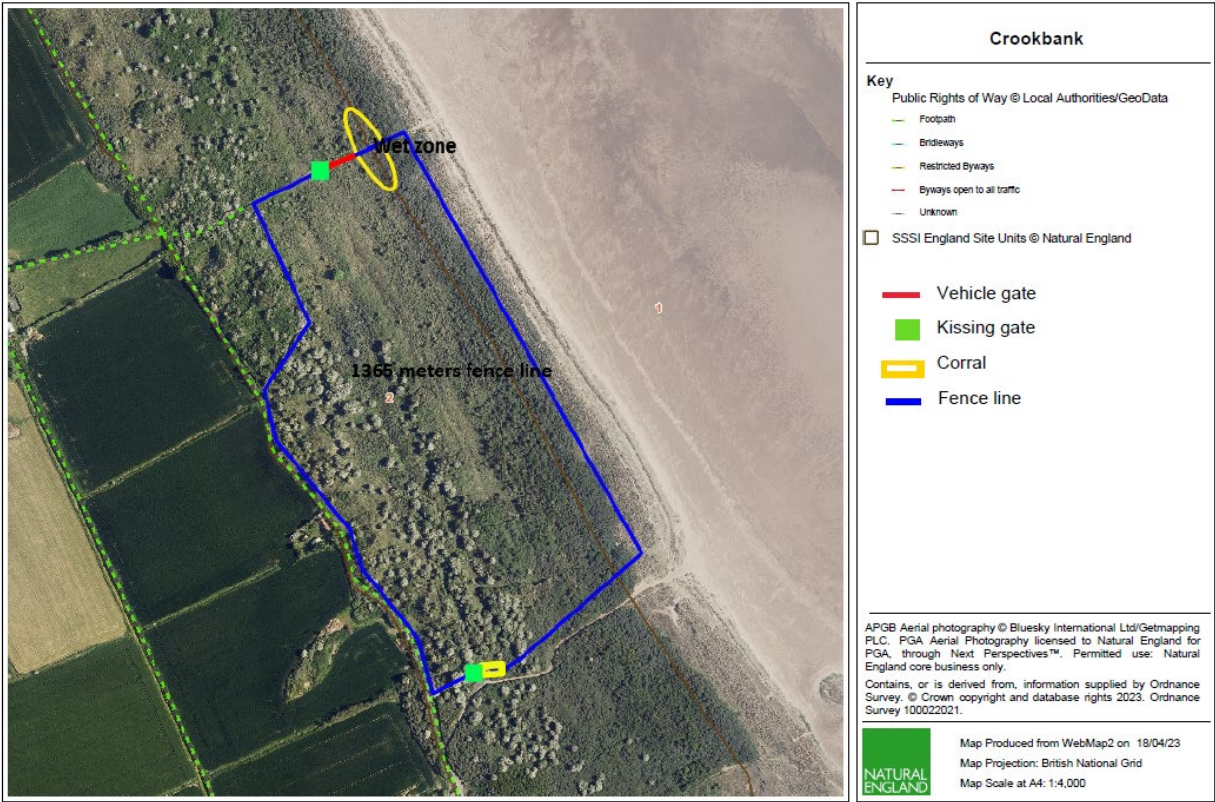 Wet zone
1
1365 meters fence line
2
Crookbank
Key
Public Rights of Way © Local Authorities/GeoData
Footpath
Bridleways
Restricted Byways
Byways open to all traffic
Unknown
SSSI England Site Units © Natural England
Vehicle gate
Kissing gate
Corral
Fence line
APGB Aerial photography © Bluesky International Ltd/Getmapping
PLC. PGA Aerial Photography licensed to Natural England for
PGA, through Next Perspectives™. Permitted use: Natural
England core business only.
Contains, or is derived from, information supplied by Ordnance
Survey. © Crown copyright and database rights 2023. Ordnance
Survey 100022021.
NATURAL
ENGLAND
Map Produced from WebMap2 on 18/04/23
Map Projection: British National Grid
Map Scale at A4: 1:4,000